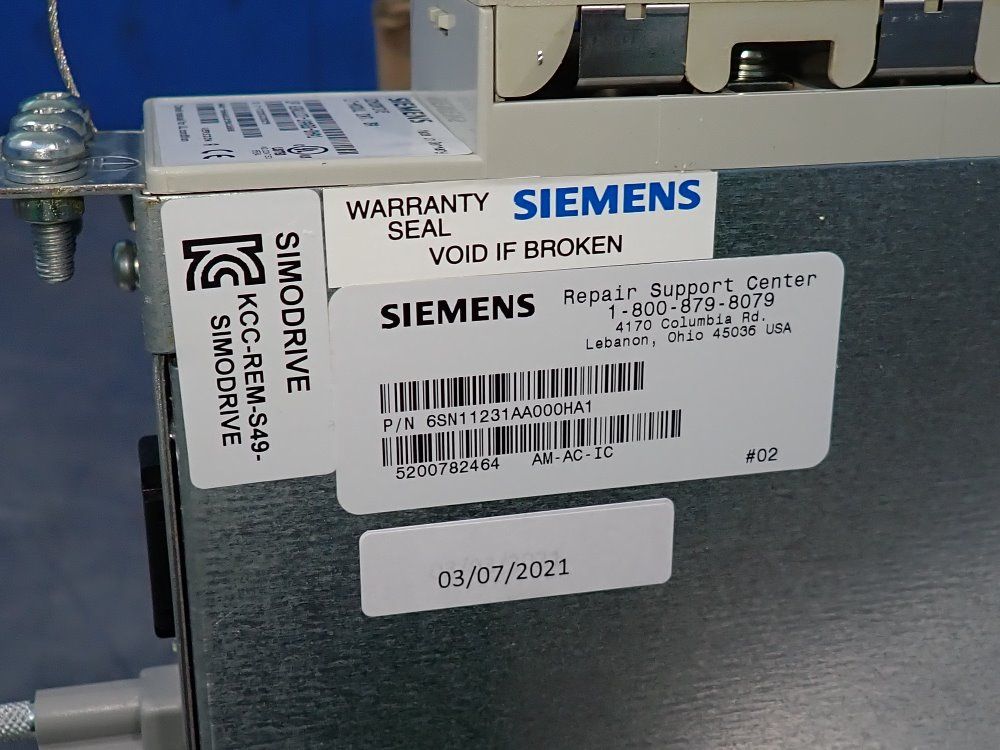 SIEMENS
WARRANTY SEAL
SIEMENS
VOID IF BROKEN
SIMODRIVE
KCC-REM-S49-
SIMODRIVE
SIEMENS
Repair Support Center
1-800-879-8079
4170 Columbia Rd.
Lebanon, Ohio 45036 USA
P/N 6SN11231AA000HA1
5200782464 AM-AC-IC
#02
03/07/2021